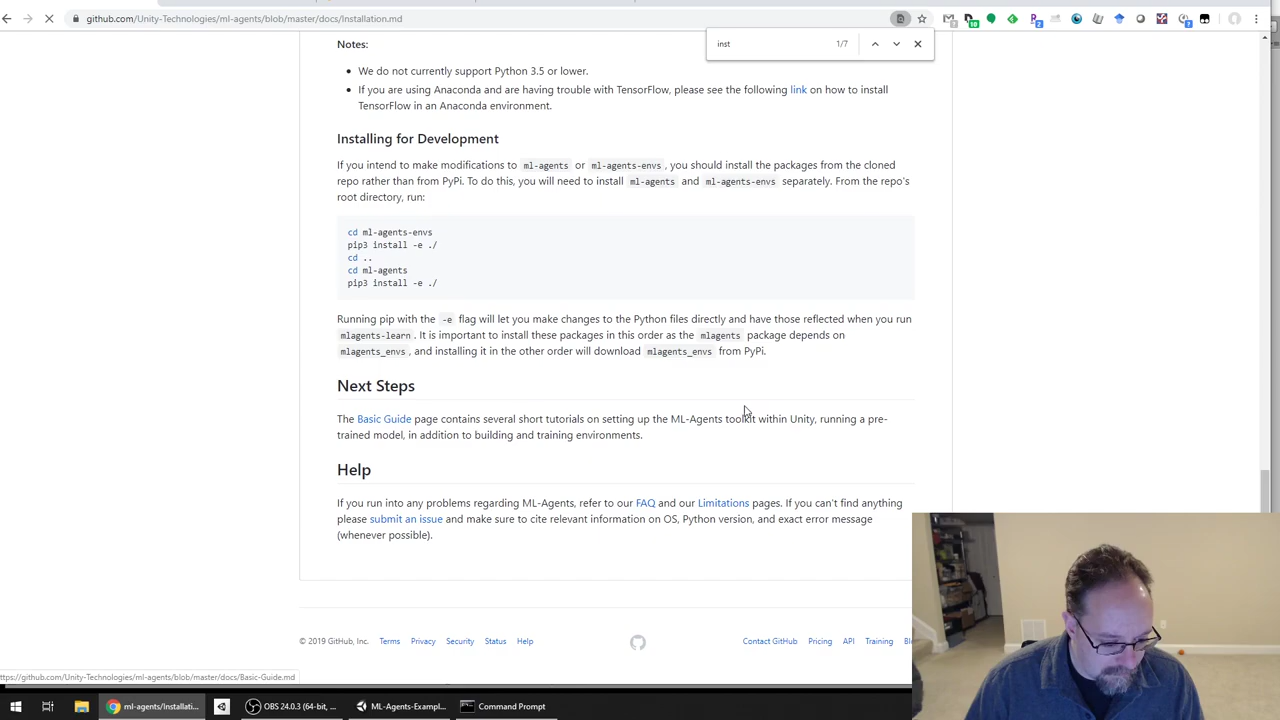 github.com/Unity-Technologies/ml-agents/blob/master/docs/Installation.md
inst
1/7
Notes:
We do not currently support Python 3.5 or lower.
If you are using Anaconda and are having trouble with TensorFlow, please see the following link on how to install
TensorFlow in an Anaconda environment.
Installing for Development
If you intend to make modifications to ml-agents or ml-agents-envs, you should install the packages from the cloned
repo rather than from PyPi. To do this, you will need to install ml-agents and ml-agents-envs separately. From the repo's
root directory, run:
cd ml-agents-envs
pip3 install -e ./
cd ..
cd ml-agents
pip3 install -e ./
Running pip with the -e flag will let you make changes to the Python files directly and have those reflected when you run
mlagents-learn. It is important to install these packages in this order as the mlagents package depends on
mlagents_envs, and installing it in the other order will download mlagents_envs from PyPi.
Next Steps
The Basic Guide page contains several short tutorials on setting up the ML-Agents toolkit within Unity, running a pre-
trained model, in addition to building and training environments.
Help
If you run into any problems regarding ML-Agents, refer to our FAQ and our Limitations pages. If you can't find anything
please submit an issue and make sure to cite relevant information on OS, Python version, and exact error message
(whenever possible).
© 2019 GitHub, Inc. Terms Privacy Security Status Help Contact GitHub Pricing API Training
ttps://github.com/Unity-Technologies/ml-agents/blob/master/docs/Basic-Guide.md
ml-agents/Installati... OBS 24.0.3 (64-bit, ... ML-Agents-Exampl... Command Prompt